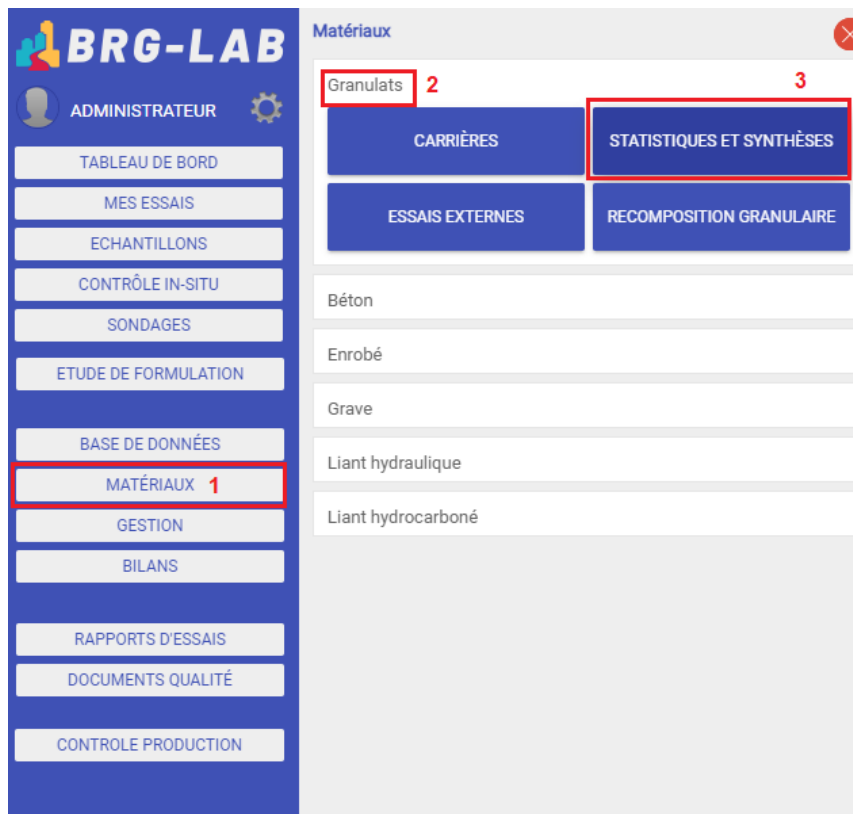 BRG-LAB
ADMINISTRATEUR
TABLEAU DE BORD
MES ESSAIS
ECHANTILLONS
CONTRÔLE IN-SITU
SONDAGES
ETUDE DE FORMULATION
BASE DE DONNÉES
MATÉRIAUX 1
GESTION
BILANS
RAPPORTS D'ESSAIS
DOCUMENTS QUALITÉ
CONTROLE PRODUCTION
Matériaux
Granulats 2 3
CARRIÈRES STATISTIQUES ET SYNTHÈSES
ESSAIS EXTERNES RECOMPOSITION GRANULAIRE
Béton
Enrobé
Grave
Liant hydraulique
Liant hydrocarboné